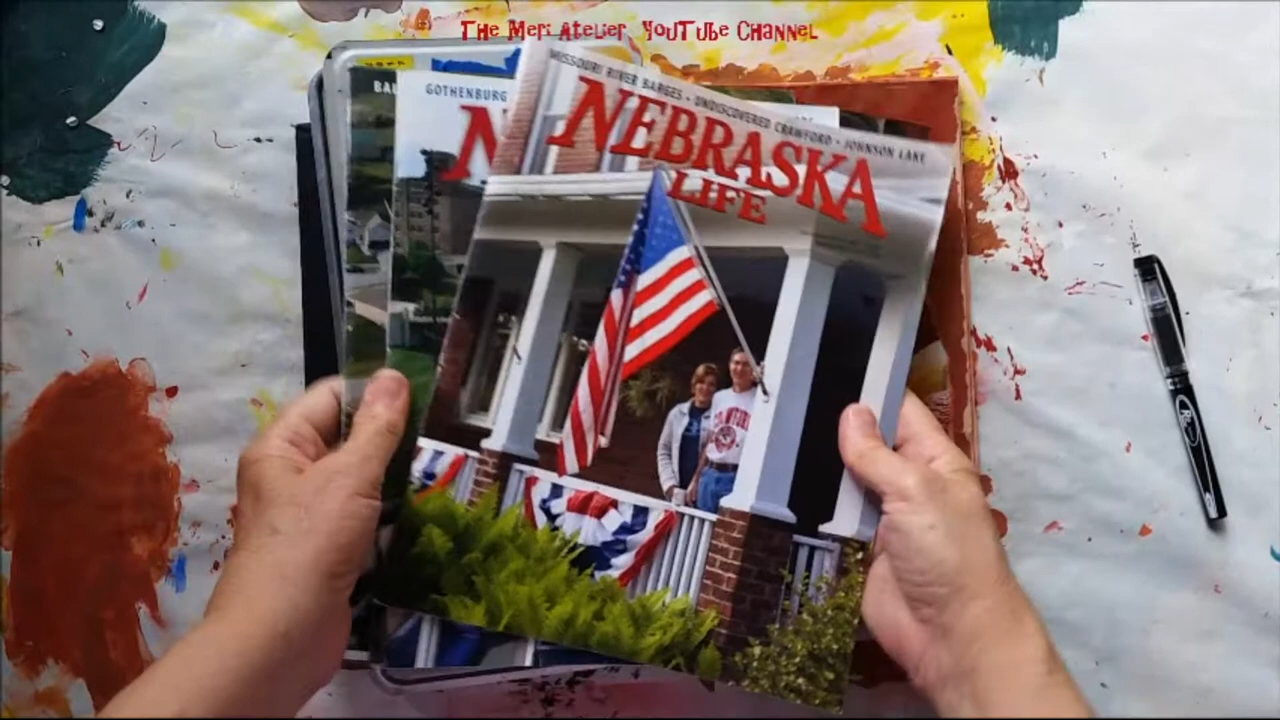 The Meri Atelier, YouTube Channel
GOTHENBURG
N
MISSOURI RIVER BARGES • UNDISCOVERED CRAWFORD • JOHNSON LAKE
NEBRASKA
LIFE